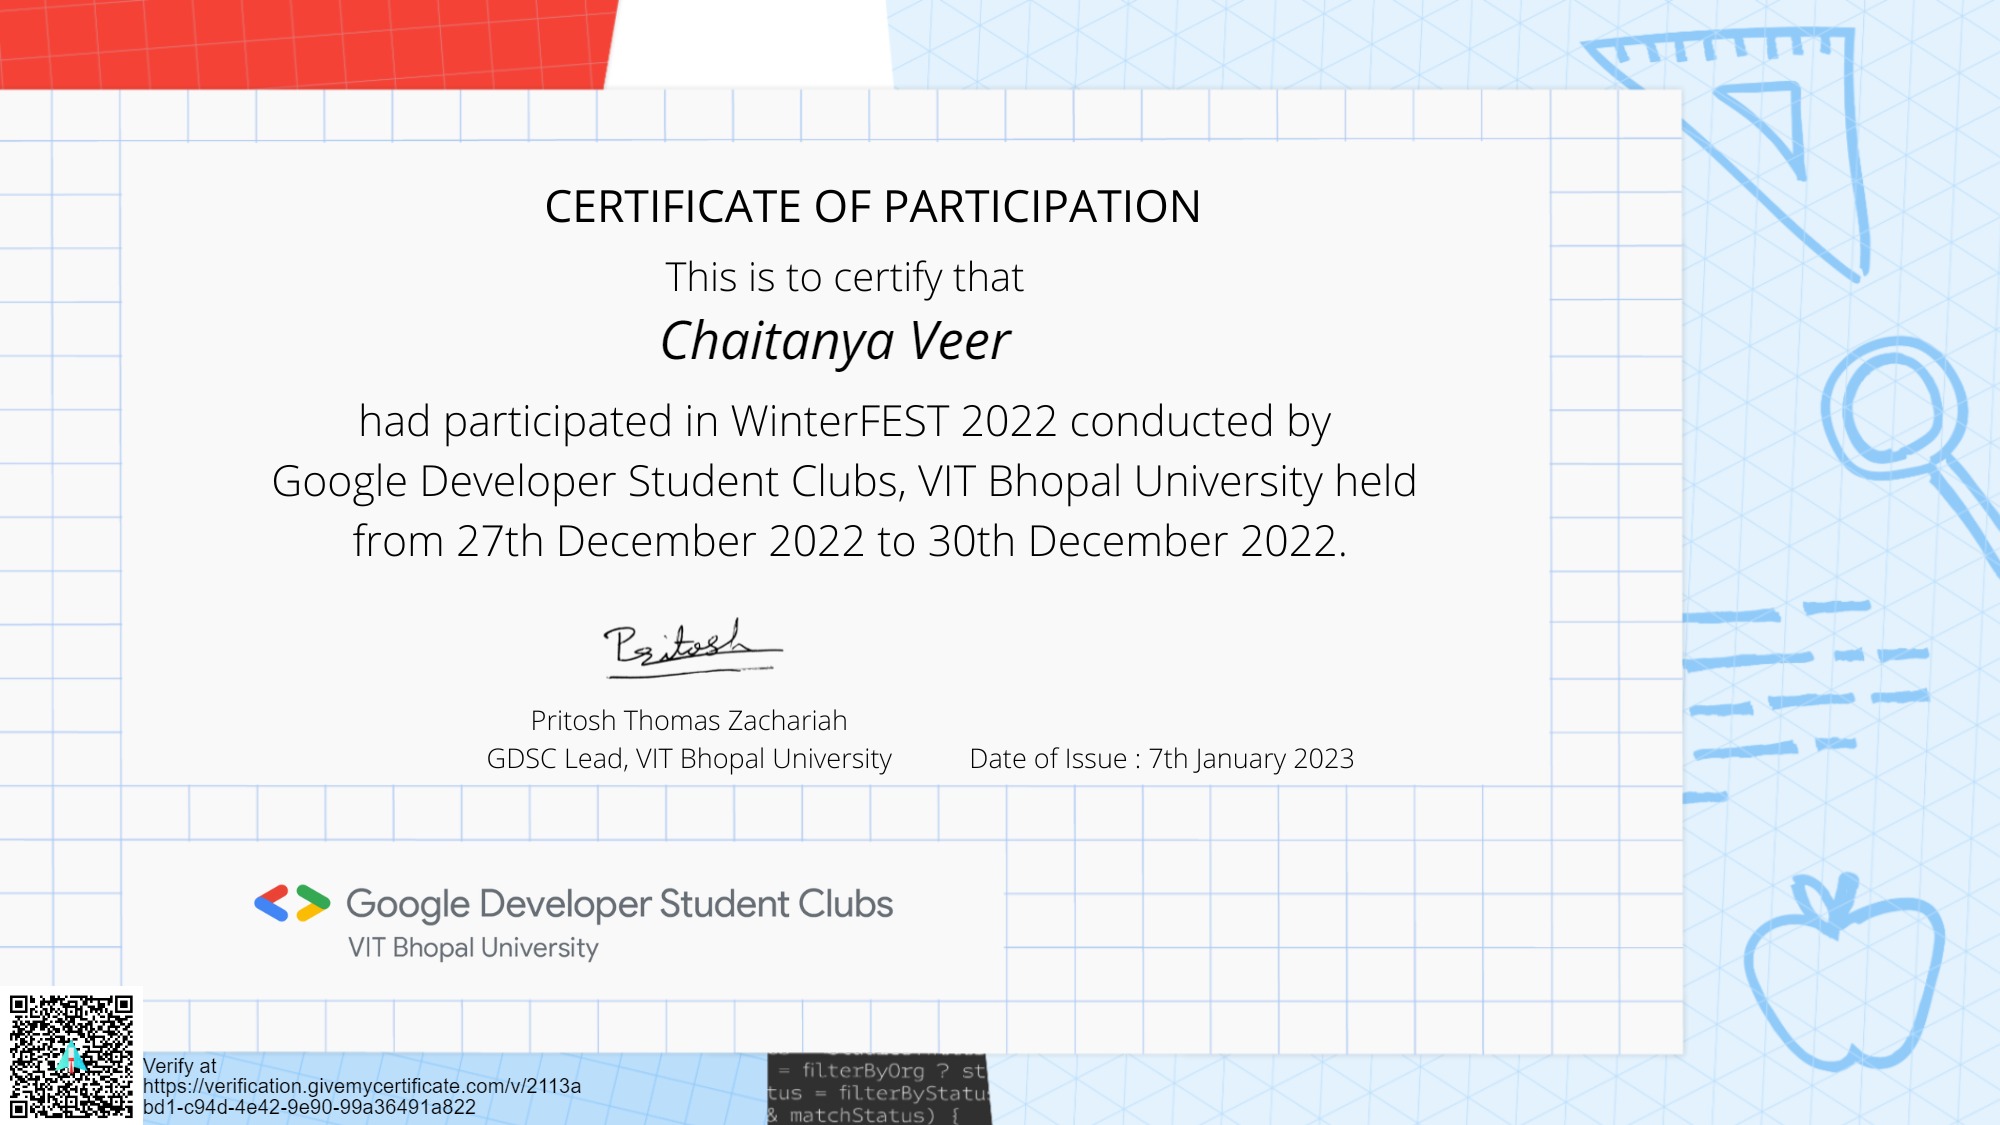 CERTIFICATE OF PARTICIPATION
This is to certify that
Chaitanya Veer
had participated in WinterFEST 2022 conducted by
Google Developer Student Clubs, VIT Bhopal University held
from 27th December 2022 to 30th December 2022.
Pritosh
Pritosh Thomas Zachariah
GDSC Lead, VIT Bhopal University
Date of Issue : 7th January 2023
Google Developer Student Clubs
VIT Bhopal University
Verify at
https://verification.givemycertificate.com/v/2113a
bd1-c94d-4e42-9e90-99a36491a822
= filterByOrg ? st
tus = filterByStatu
& matchStatus) {